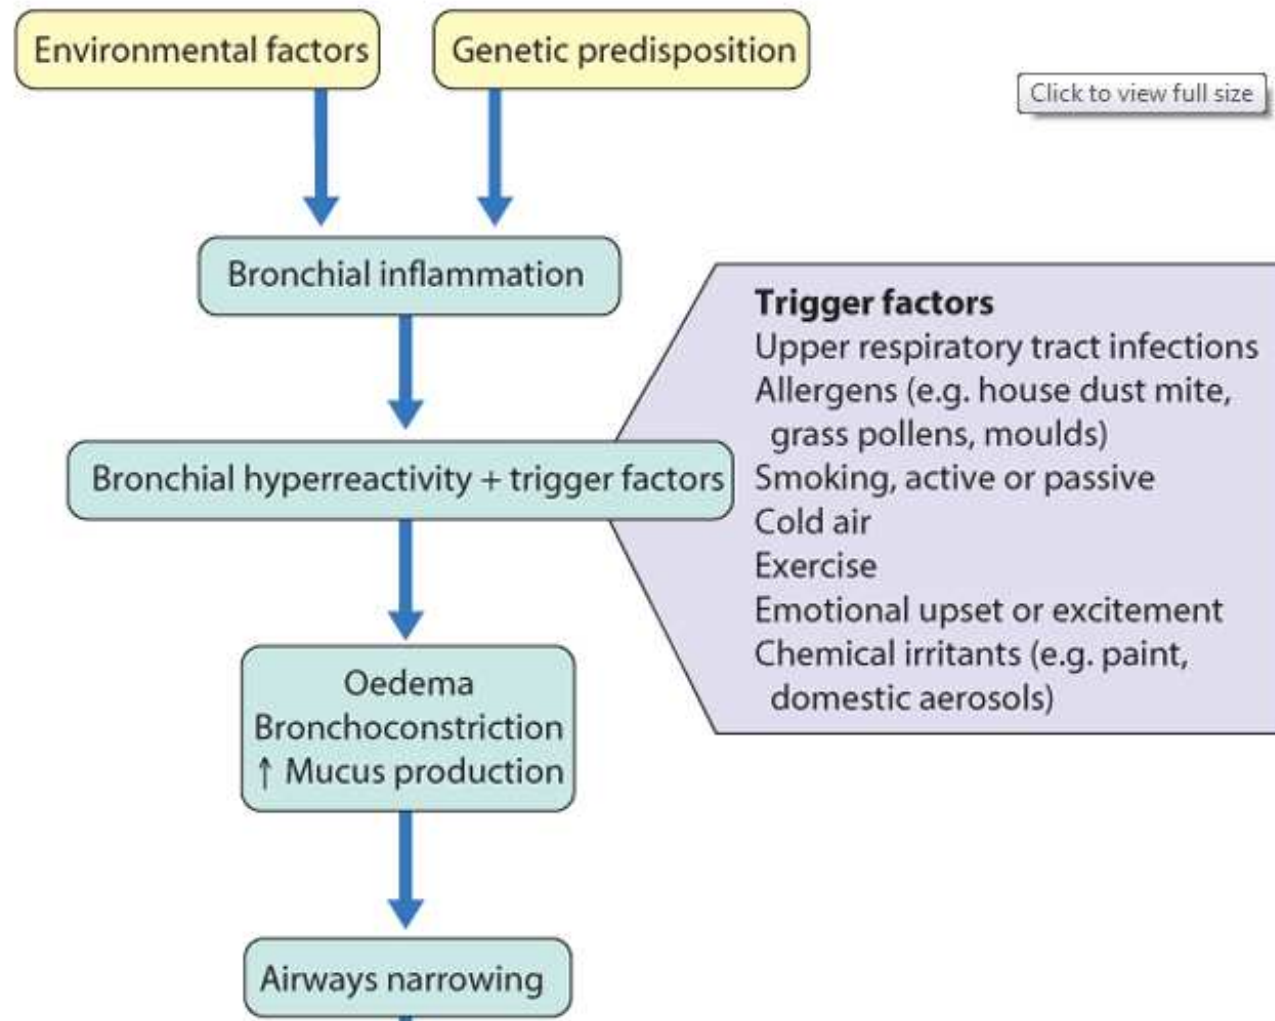 Environmental factors
Genetic predisposition
Click to view full size
Bronchial inflammation
Trigger factors
Upper respiratory tract infections
Allergens (e.g. house dust mite,
grass pollens, moulds)
Bronchial hyperreactivity + trigger factors
Smoking, active or passive
Cold air
Exercise
Emotional upset or excitement
Chemical irritants (e.g. paint,
domestic aerosols)
Oedema
Bronchoconstriction
↑ Mucus production
Airways narrowing